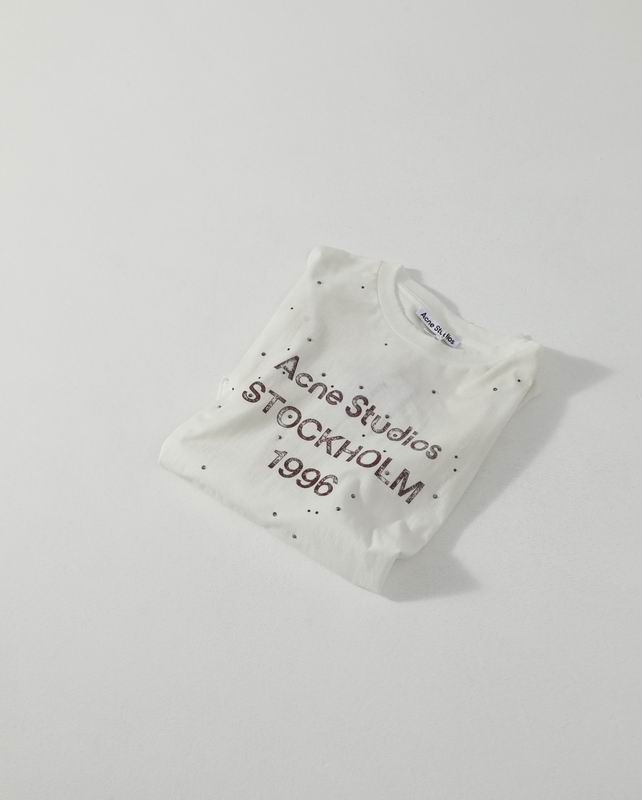 Acne Studios
Acne Studios
STOCKHOLM
1996